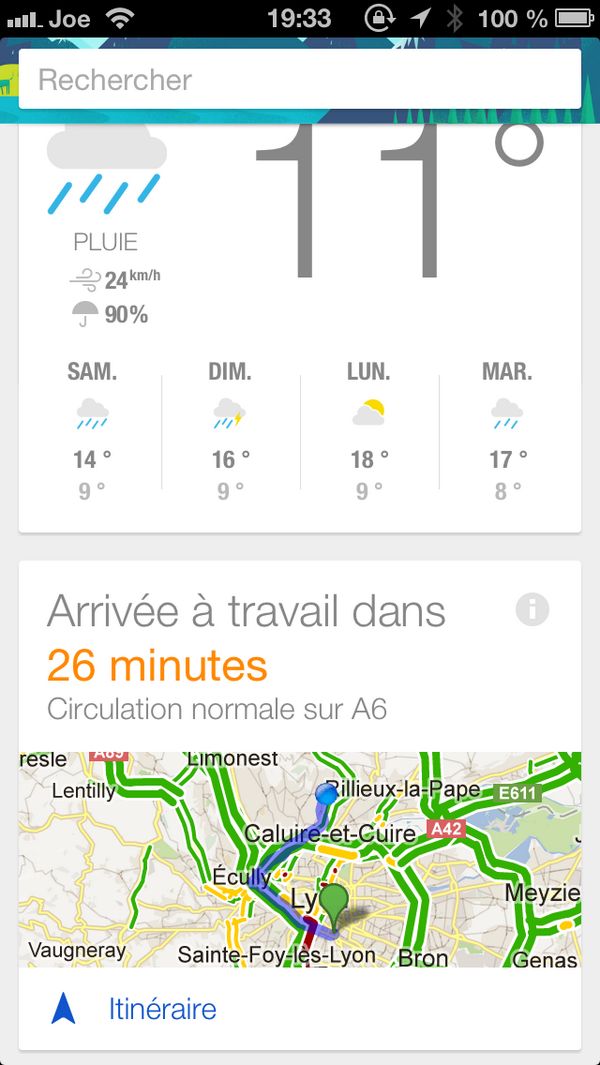 Joe 19:33 100 %
Rechercher
11°
PLUIE
24 km/h
90%
SAM. DIM. LUN. MAR.
14 ° 16 ° 18 ° 17 °
9 ° 9 ° 9 ° 8 °
Arrivée à travail dans
26 minutes
Circulation normale sur A6
resle A89 Limonest
Lentilly Rillieux-la-Pape E611
Caluire-et-Cuire A42
Écully
Ly Meyzie
Vaugneray Sainte-Foy-lès-Lyon Bron Genas
Itinéraire